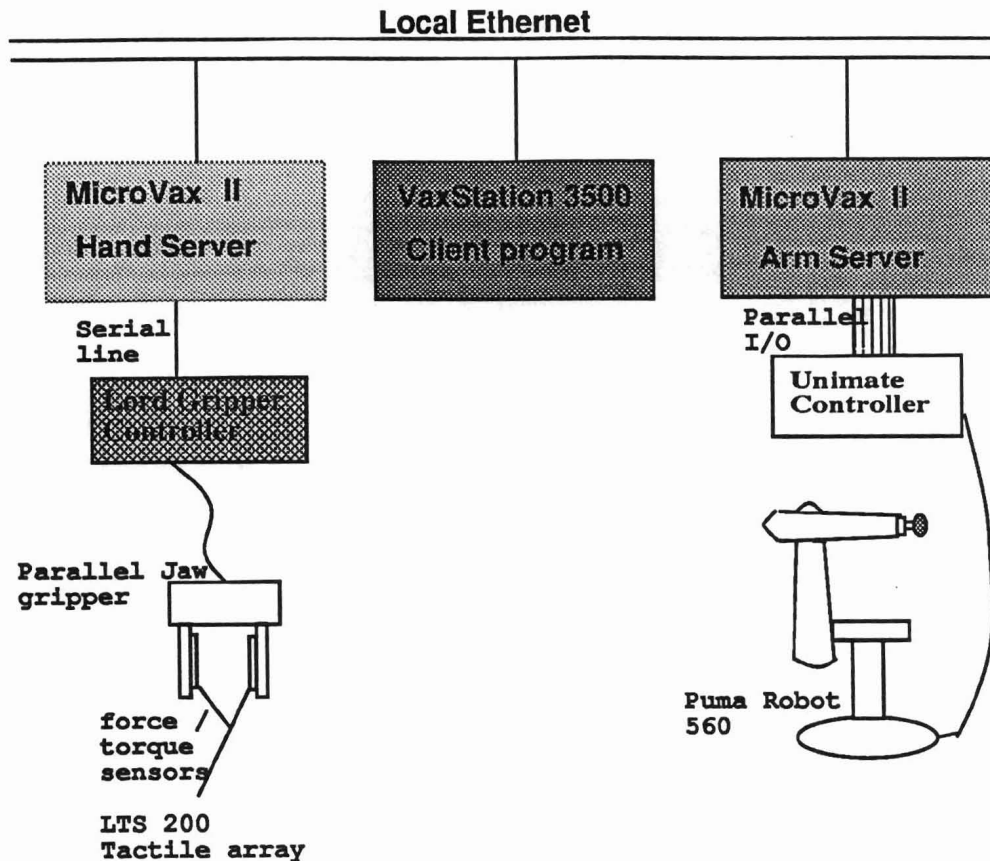 Local Ethernet
MicroVax II
Hand Server
VaxStation 3500
Client program
MicroVax II
Arm Server
Serial
line
Parallel
I/O
Lord Gripper
Controller
Unimate
Controller
Parallel Jaw
gripper
force
torque
sensors
Puma Robot
560
LTS 200
Tactile array